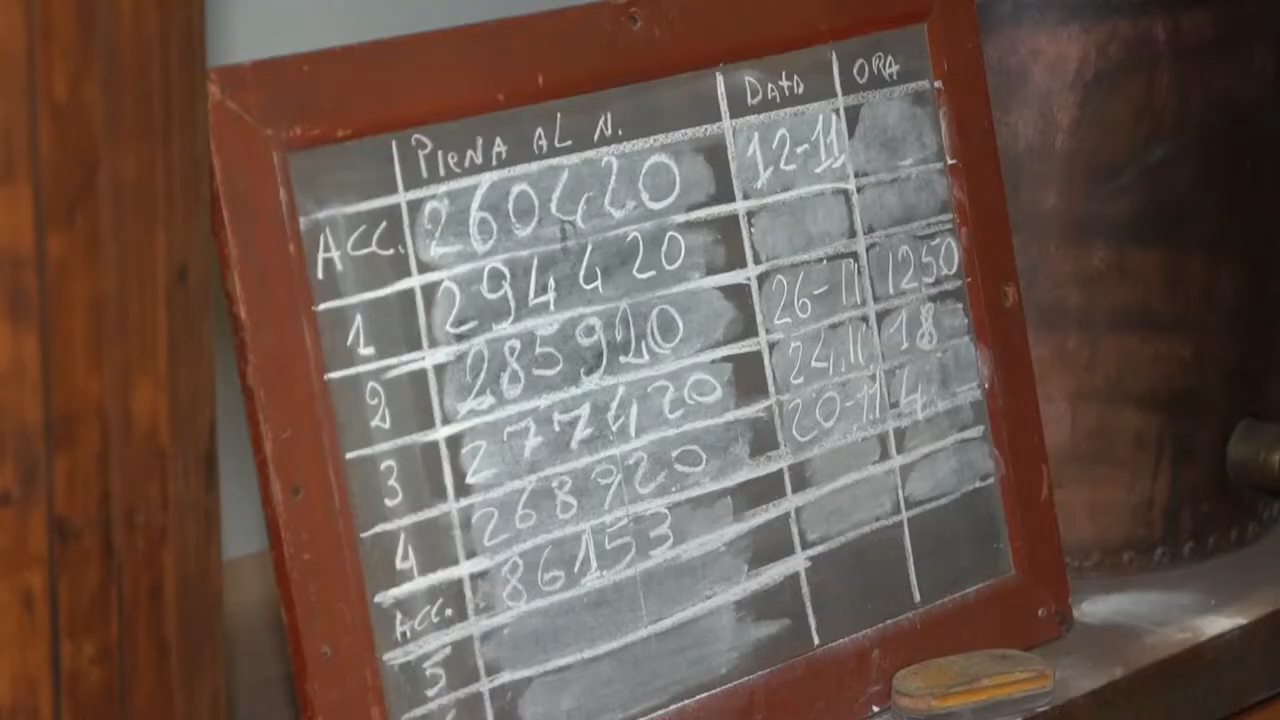 PIENA AL N. DATA ORA
ACC. 260420 12-11
1 294420
2 285920 26-11 1250
3 277420 24.11 18
4 268920 20-11 4
ACC. 86153
5